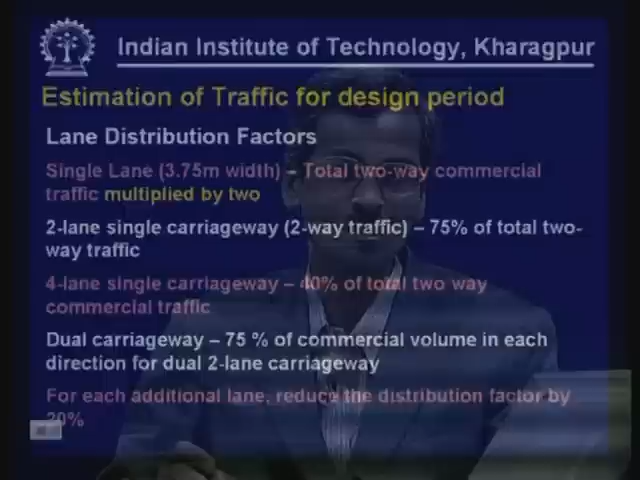 Indian Institute of Technology, Kharagpur
Estimation of Traffic for design period
Lane Distribution Factors
Single Lane (3.75m width) – Total two-way commercial
traffic multiplied by two
2-lane single carriageway (2-way traffic) – 75% of total two-
way traffic
4-lane single carriageway – 40% of total two way
commercial traffic
Dual carriageway – 75 % of commercial volume in each
direction for dual 2-lane carriageway
For each additional lane, reduce the distribution factor by
20%